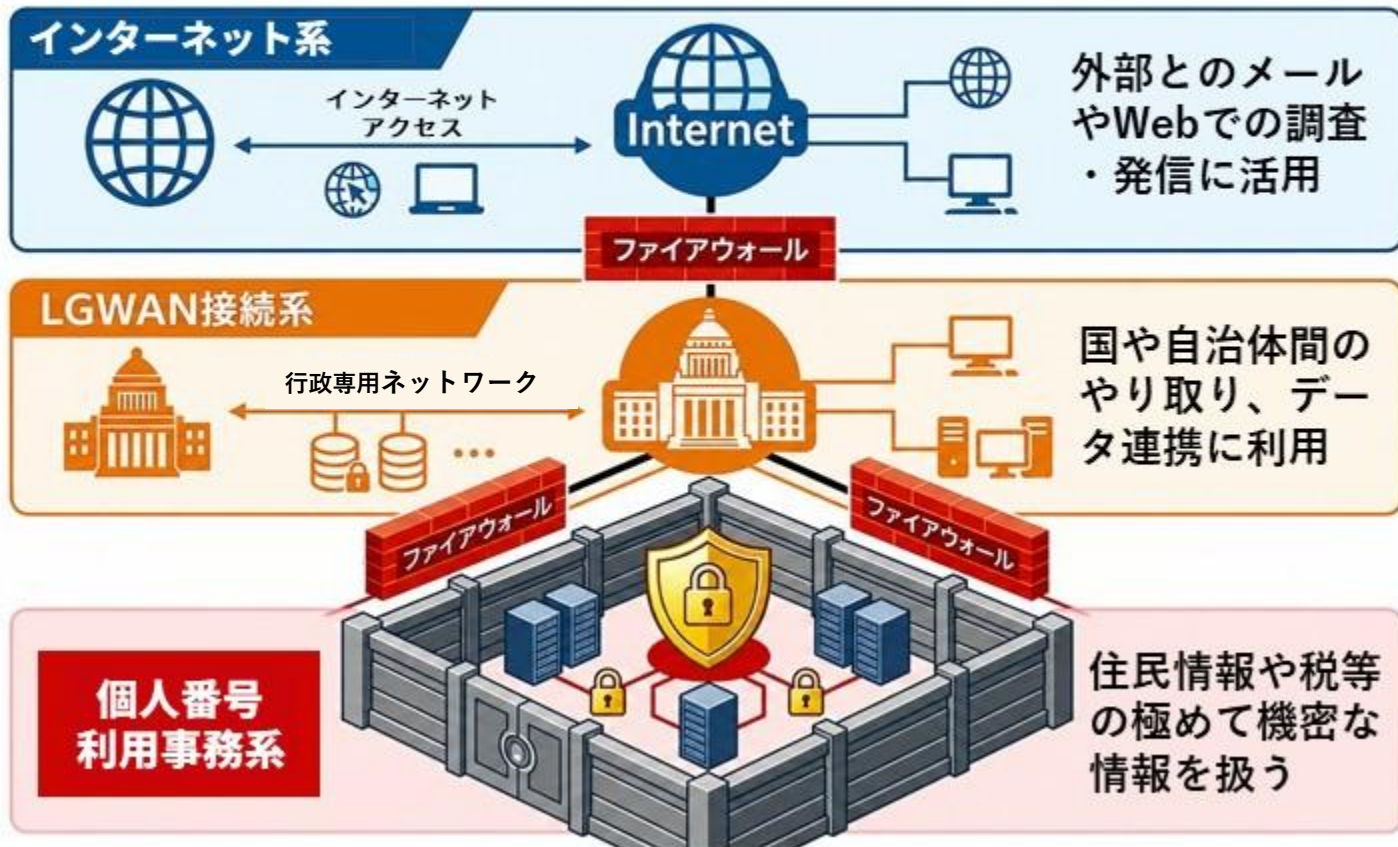 インターネット系
インターネット
アクセス
Internet
外部とのメール
やWebでの調査
・発信に活用
ファイアウォール
LGWAN接続系
行政専用ネットワーク
国や自治体間の
やり取り、デー
タ連携に利用
ファイアウォール
ファイアウォール
個人番号
利用事務系
住民情報や税等
の極めて機密な
情報を扱う